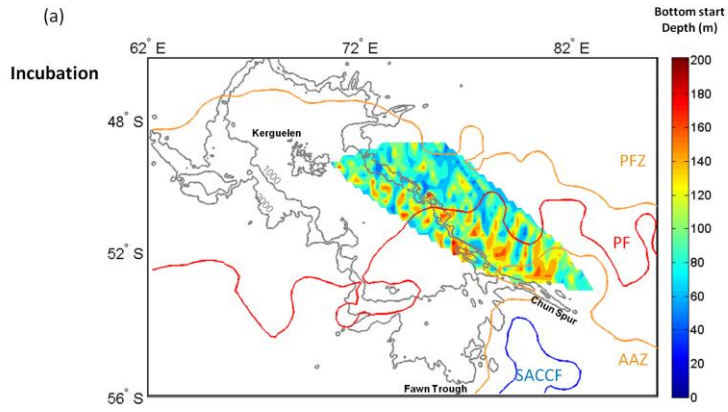 (a)
Bottom start
Depth (m)
62° E
72° E
82° E
Incubation
48° S
52° S
56° S
Kerguelen
1000
PFZ
PF
Chun Spur
AAZ
SACCF
Fawn Trough
200
180
160
140
120
100
80
60
40
20
0